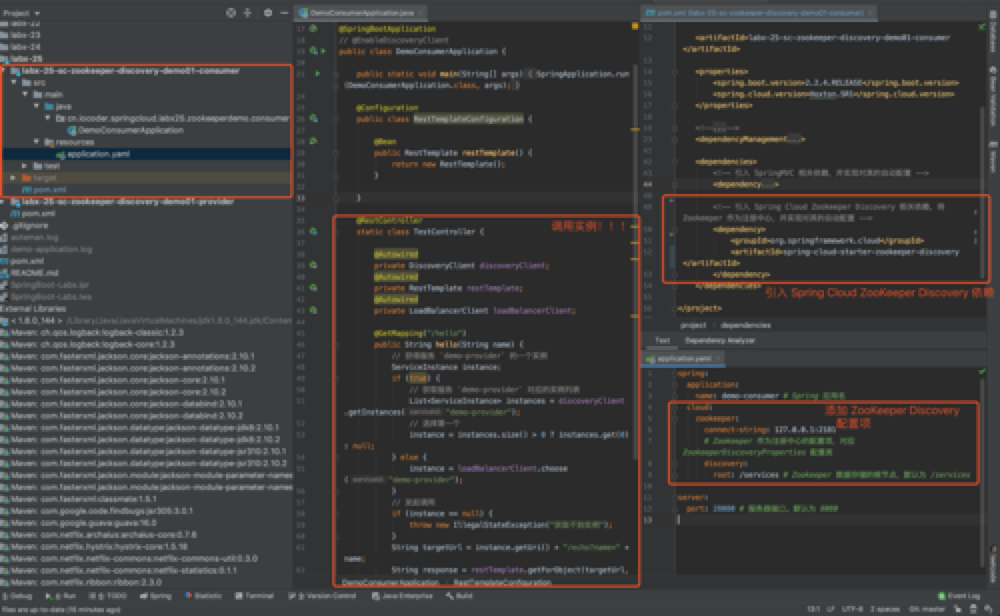 Project
labx-22
labx-23
labx-24
labx-25
labx-25-sc-zookeeper-discovery-demo01-consumer
src
main
java
cn.iocoder.springcloud.labx25.zookeeperdemo.consumer
DemoConsumerApplication
resources
application.yaml
test
target
pom.xml
labx-25-sc-zookeeper-discovery-demo01-provider
pom.xml
.gitignore
aoteman.log
demo-application.log
pom.xml
README.md
SpringBoot-Labs.ipr
SpringBoot-Labs.iws
External Libraries
< 1.8.0_144 > /Library/Java/JavaVirtualMachines/jdk1.8.0_144.jdk/Conten
Maven: ch.qos.logback:logback-classic:1.2.3
Maven: ch.qos.logback:logback-core:1.2.3
Maven: com.fasterxml.jackson.core:jackson-annotations:2.10.1
Maven: com.fasterxml.jackson.core:jackson-annotations:2.10.2
Maven: com.fasterxml.jackson.core:jackson-core:2.10.1
Maven: com.fasterxml.jackson.core:jackson-core:2.10.2
Maven: com.fasterxml.jackson.core:jackson-databind:2.10.1
Maven: com.fasterxml.jackson.core:jackson-databind:2.10.2
Maven: com.fasterxml.jackson.datatype:jackson-datatype-jdk8:2.10.1
Maven: com.fasterxml.jackson.datatype:jackson-datatype-jdk8:2.10.2
Maven: com.fasterxml.jackson.datatype:jackson-datatype-jsr310:2.10.1
Maven: com.fasterxml.jackson.datatype:jackson-datatype-jsr310:2.10.2
Maven: com.fasterxml.jackson.module:jackson-module-parameter-names
Maven: com.fasterxml.jackson.module:jackson-module-parameter-names
Maven: com.fasterxml:classmate:1.5.1
Maven: com.google.code.findbugs:jsr305:3.0.1
Maven: com.google.guava:guava:16.0
Maven: com.netflix.archaius:archaius-core:0.7.6
Maven: com.netflix.hystrix:hystrix-core:1.5.18
Maven: com.netflix.netflix-commons:netflix-commons-util:0.3.0
Maven: com.netflix.netflix-commons:netflix-statistics:0.1.1
Maven: com.netflix.ribbon:ribbon:2.3.0
DemoConsumerApplication.java
@SpringBootApplication
// @EnableDiscoveryClient
public class DemoConsumerApplication {
public static void main(String[] args) { SpringApplication.run
(DemoConsumerApplication.class, args); }
@Configuration
public class RestTemplateConfiguration {
@Bean
public RestTemplate restTemplate() {
return new RestTemplate();
}
}
@RestController
static class TestController {
调用实例！！！
@Autowired
private DiscoveryClient discoveryClient;
@Autowired
private RestTemplate restTemplate;
@Autowired
private LoadBalancerClient loadBalancerClient;
@GetMapping("/hello")
public String hello(String name) {
// 获得服务 `demo-provider` 的一个实例
ServiceInstance instance;
if (true) {
// 获取服务 `demo-provider` 对应的实例列表
List<ServiceInstance> instances = discoveryClient
.getInstances( serviceId: "demo-provider");
// 选择第一个
instance = instances.size() > 0 ? instances.get(0)
: null;
} else {
instance = loadBalancerClient.choose
( serviceId: "demo-provider");
}
// 发起调用
if (instance == null) {
throw new IllegalStateException("获取不到实例");
}
String targetUrl = instance.getUri() + "/echo?name=" +
name;
String response = restTemplate.getForObject(targetUrl,
DemoConsumerApplication RestTemplateConfiguration
pom.xml (labx-25-sc-zookeeper-discovery-demo01-consumer)
<artifactId>labx-25-sc-zookeeper-discovery-demo01-consumer
</artifactId>
<properties>
<spring.boot.version>2.2.4.RELEASE</spring.boot.version>
<spring.cloud.version>Hoxton.SR1</spring.cloud.version>
</properties>
<!--...-->
<dependencyManagement...>
<dependencies>
<!-- 引入 SpringMVC 相关依赖，并实现对其的自动配置 -->
<dependency...>
<!-- 引入 Spring Cloud Zookeeper Discovery 相关依赖，将
Zookeeper 作为注册中心，并实现对其的自动配置 -->
<dependency>
<groupId>org.springframework.cloud</groupId>
<artifactId>spring-cloud-starter-zookeeper-discovery
</artifactId>
</dependency>
</dependencies>
引入 Spring Cloud ZooKeeper Discovery 依赖
</project>
project dependencies
Text Dependency Analyzer
application.yaml
spring:
application:
name: demo-consumer # Spring 应用名
cloud:
添加 ZooKeeper Discovery
配置项
zookeeper:
connect-string: 127.0.0.1:2181
# Zookeeper 作为注册中心的配置项，对应
ZookeeperDiscoveryProperties 配置类
discovery:
root: /services # Zookeeper 数据存储的根节点，默认为 /services
server:
port: 28080 # 服务器端口，默认为 8080
Debug Run TODO Spring Statistic Terminal Version Control Java Enterprise Build Event Log
files are up-to-date (16 minutes ago)
13:1 LF UTF-8 2 spaces Git: master